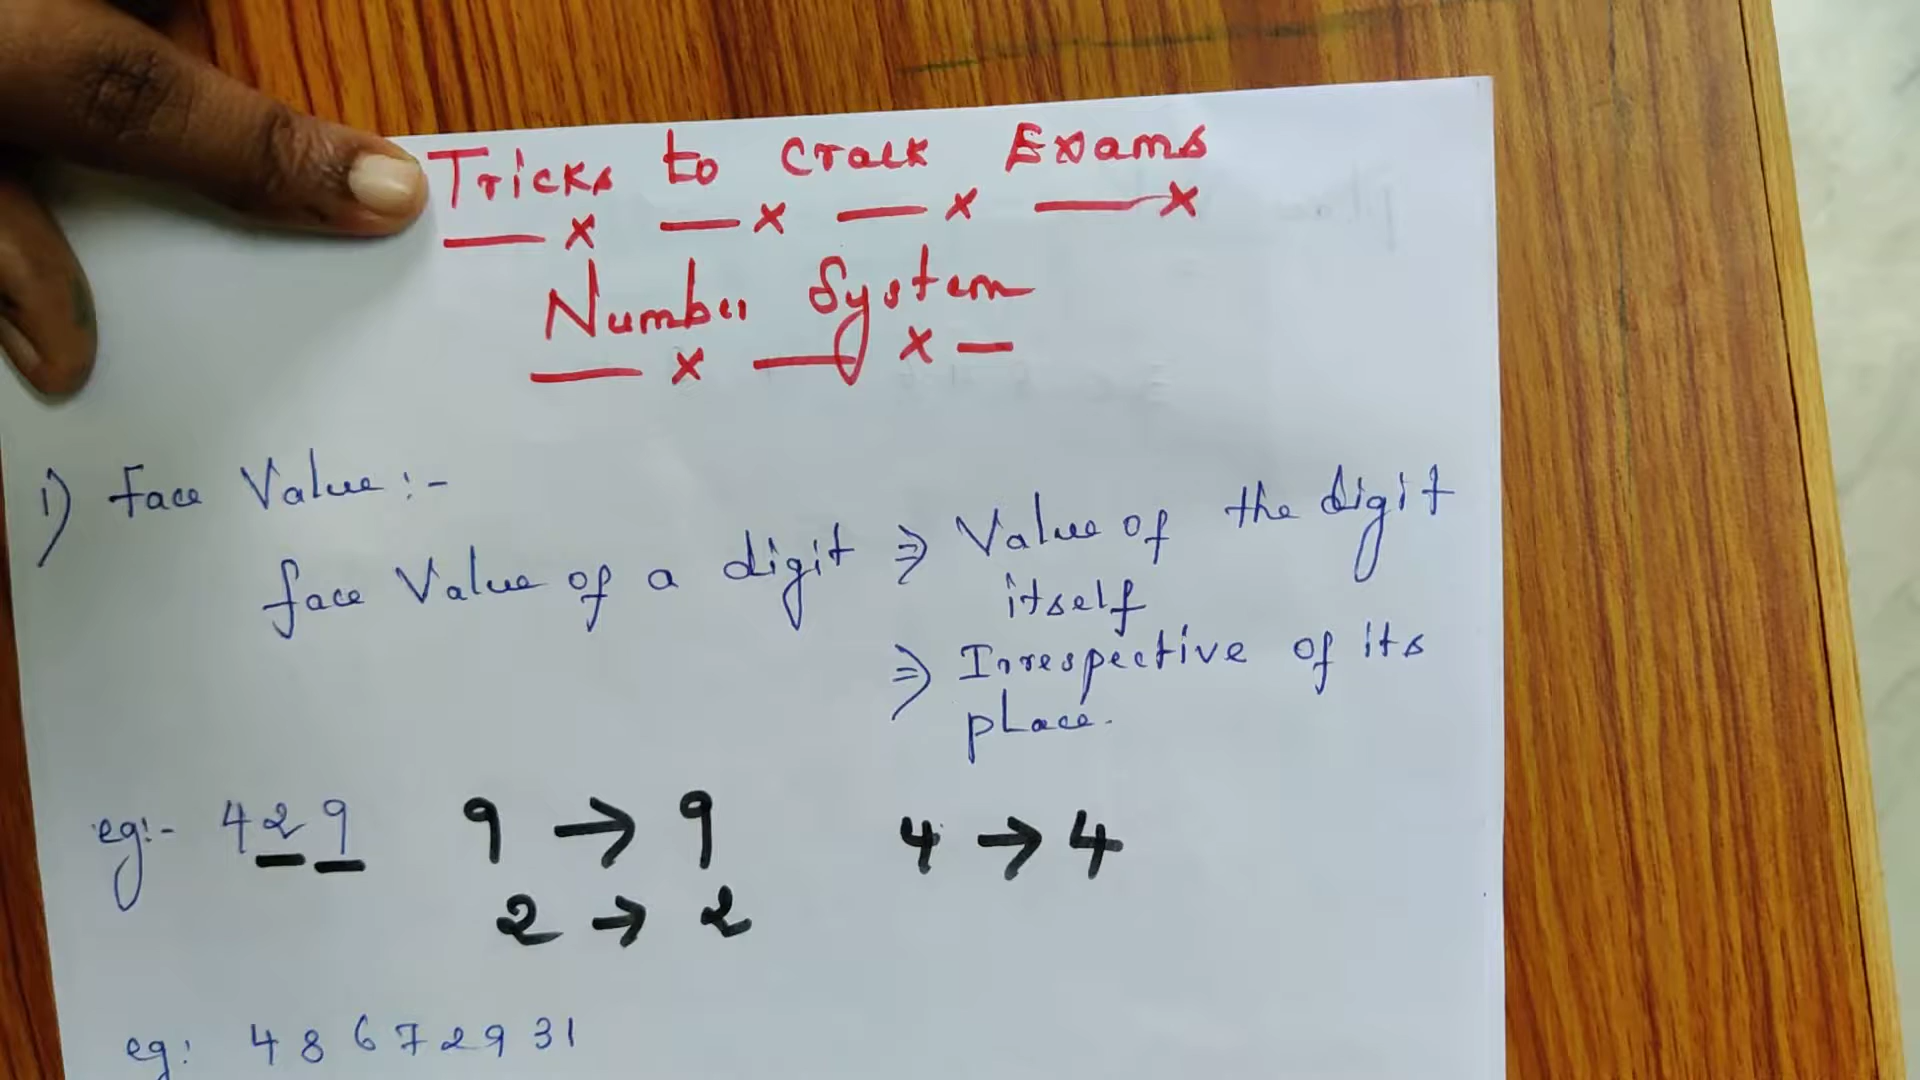 Tricks to Crack Exams
Number System
1) Face Value:-
face Value of a digit ⇒ Value of the digit
itself
⇒ Irrespective of its
place.
eg:- 429 9 → 9 4 → 4
2 → 2
eg: 48672931